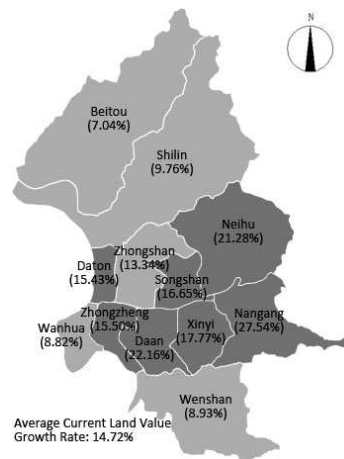 N
Beitou
(7.04%)
Shilin
(9.76%)
Neihu
(21.28%)
Zhongshan
(13.34%)
Daton
(15.43%)
Songshan
(16.65%)
Nangang
(27.54%)
Zhongzheng
(15.50%)
Xinyi
(17.77%)
Wanhua
(8.82%)
Daan
(22.16%)
Wenshan
(8.93%)
Average Current Land Value
Growth Rate: 14.72%